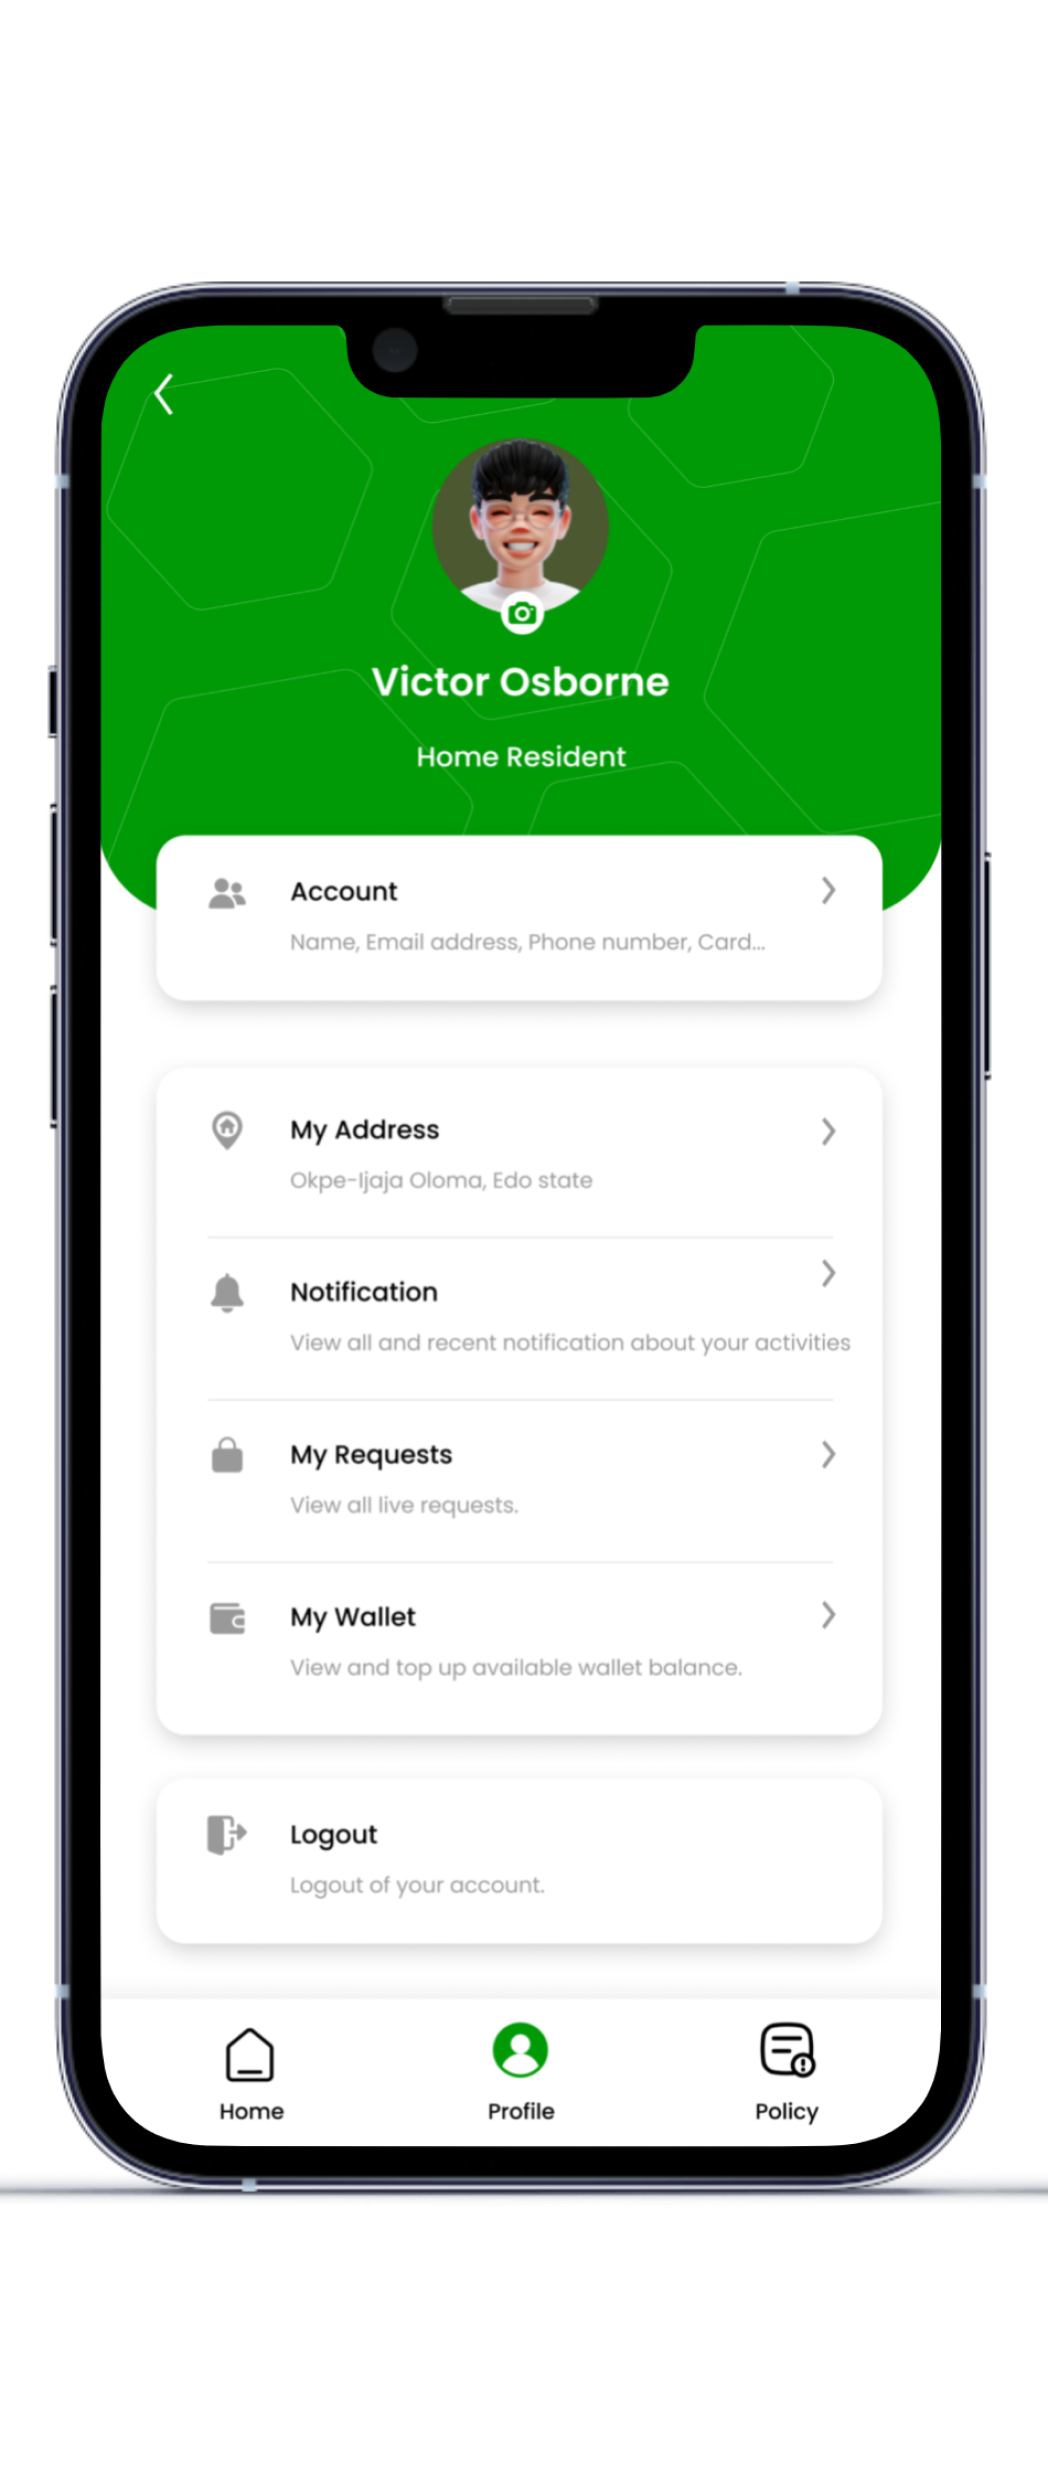 Victor Osborne
Home Resident
Account
Name, Email address, Phone number, Card...
My Address
Okpe-Ijaja Oloma, Edo state
Notification
View all and recent notification about your activities
My Requests
View all live requests.
My Wallet
View and top up available wallet balance.
Logout
Logout of your account.
Home
Profile
Policy